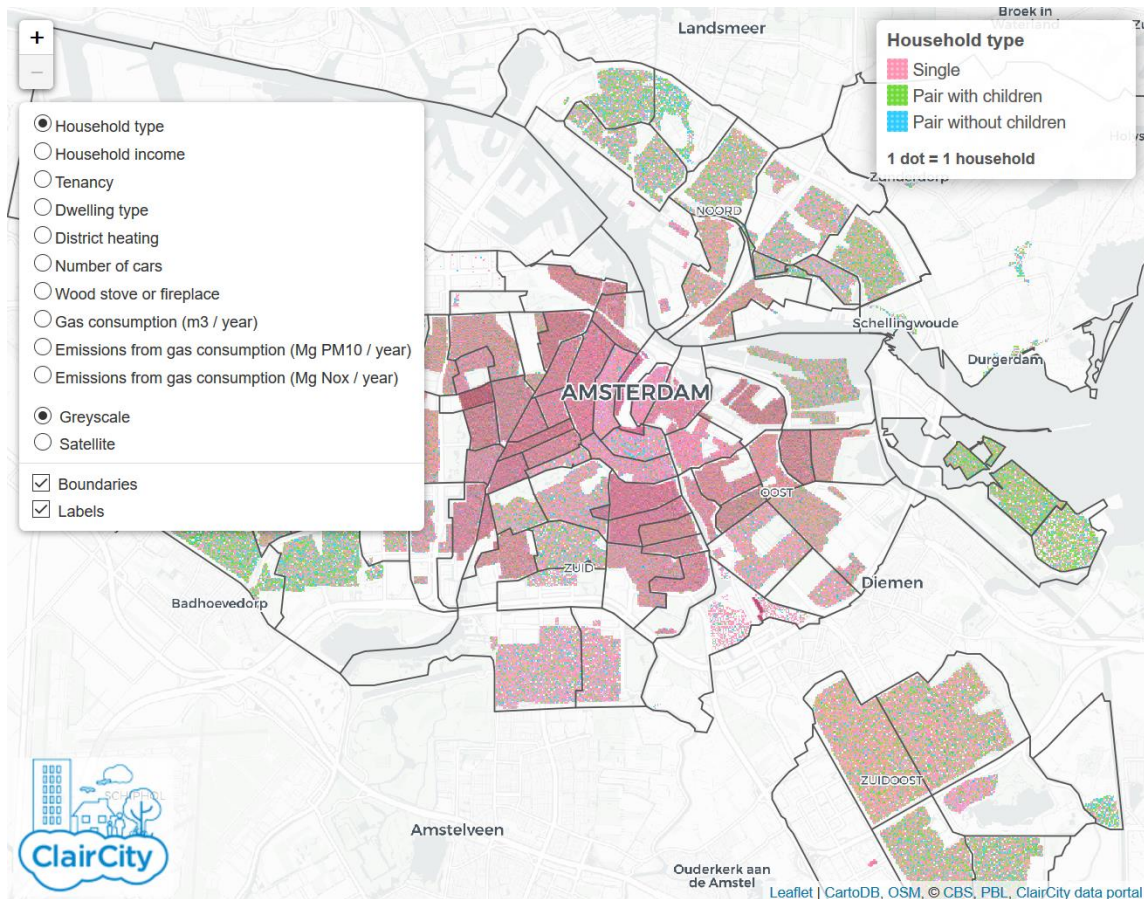 Landsmeer
Broek in
Waterland
+
−
Household type
Single
Pair with children
Pair without children
1 dot = 1 household
Household type
Household income
Tenancy
Dwelling type
District heating
Number of cars
Wood stove or fireplace
Gas consumption (m3 / year)
Emissions from gas consumption (Mg PM10 / year)
Emissions from gas consumption (Mg Nox / year)
Greyscale
Satellite
Boundaries
Labels
Zunderdorp
NOORD
Schellingwoude
Durgerdam
AMSTERDAM
OOST
ZUID
Diemen
Badhoevedorp
ZUIDOOST
SCHIPHOL
Amstelveen
ClairCity
Ouderkerk aan
de Amstel
Leaflet | CartoDB, OSM, © CBS, PBL, ClairCity data portal